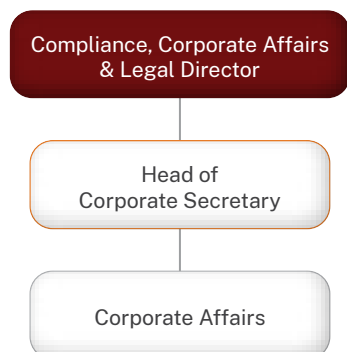 Compliance, Corporate Affairs
& Legal Director
Head of
Corporate Secretary
Corporate Affairs